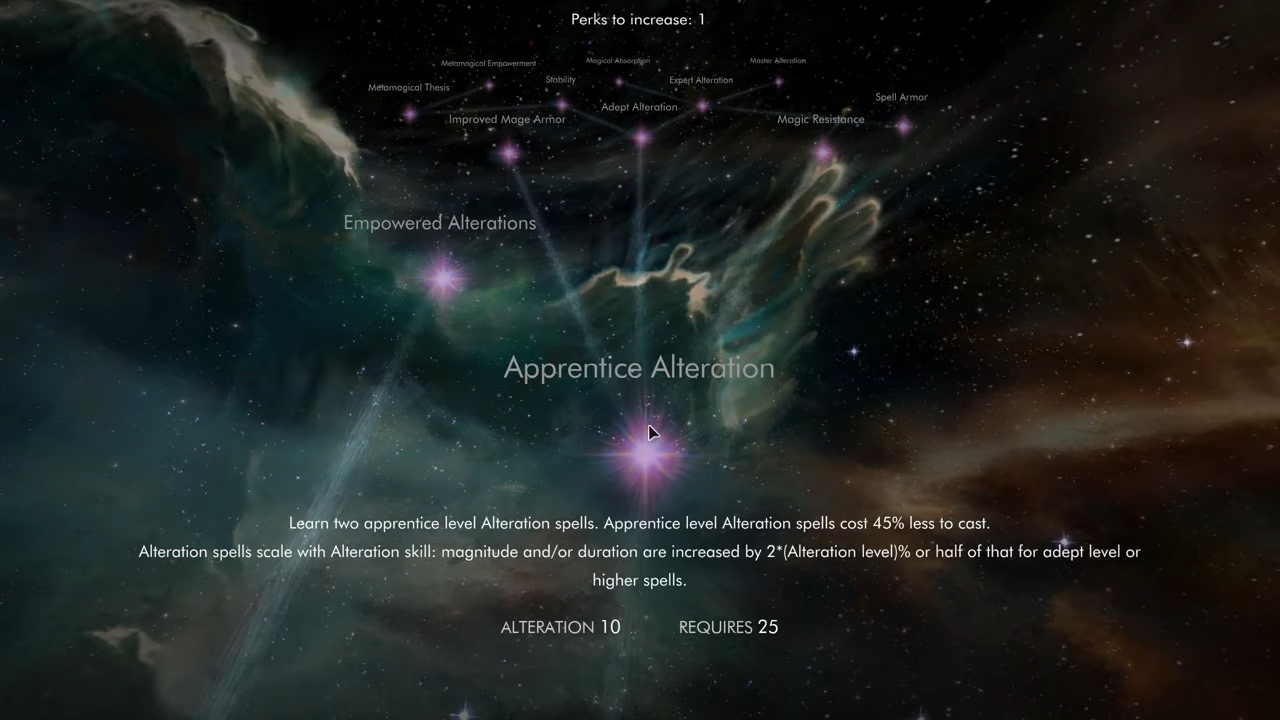 Perks to increase: 1
Metamagical Empowerment
Magical Absorption
Master Alteration
Metamagical Thesis
Stability
Expert Alteration
Spell Armor
Improved Mage Armor
Adept Alteration
Magic Resistance
Empowered Alterations
Apprentice Alteration
Learn two apprentice level Alteration spells. Apprentice level Alteration spells cost 45% less to cast.
Alteration spells scale with Alteration skill: magnitude and/or duration are increased by 2*(Alteration level)% or half of that for adept level or
higher spells.
ALTERATION 10 REQUIRES 25